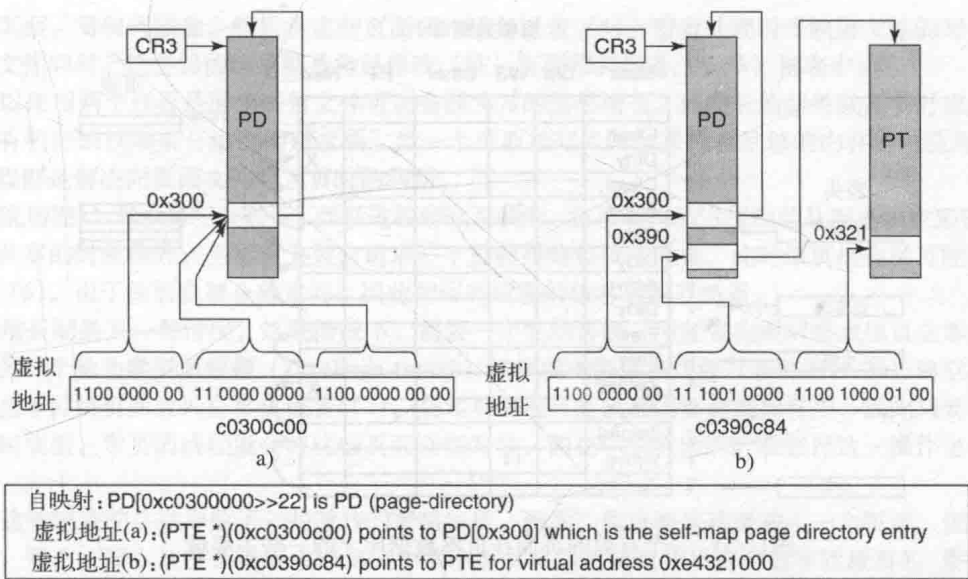 CR3
PD
0x300
虚拟
地址
1100 0000 00
11 0000 0000
1100 0000 00
00
c0300c00
a)
CR3
PD
PT
0x300
0x390
0x321
虚拟
地址
1100 0000 00
11 1001 0000
1100 1000 01
00
c0390c84
b)
自映射: PD[0xc0300000>>22] is PD (page-directory)
虚拟地址(a): (PTE *)(0xc0300c00) points to PD[0x300] which is the self-map page directory entry
虚拟地址(b): (PTE *)(0xc0390c84) points to PTE for virtual address 0xe4321000